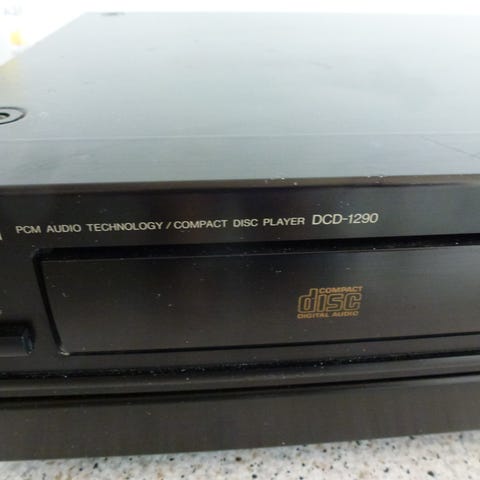 PCM AUDIO TECHNOLOGY / COMPACT DISC PLAYER DCD-1290
COMPACT
disc
DIGITAL AUDIO